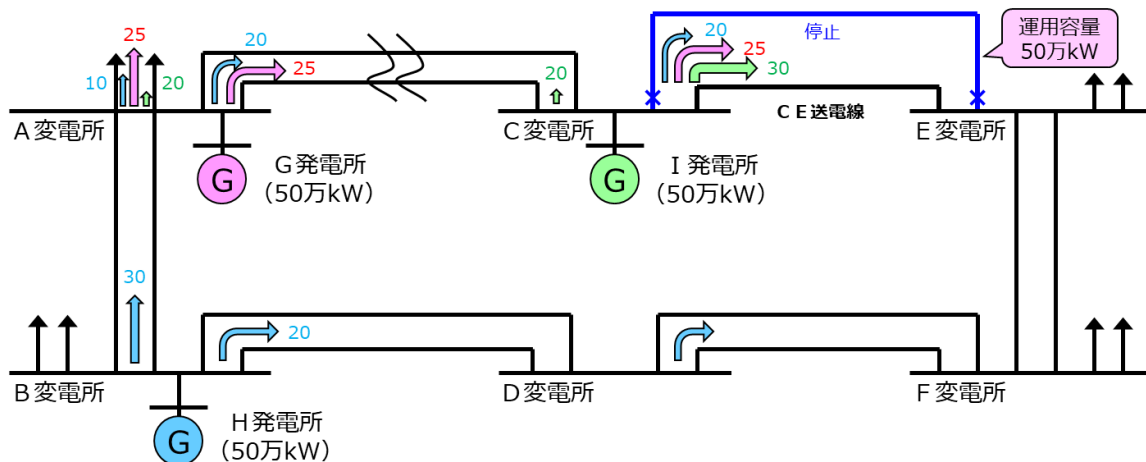 25
10
20
20
25
20
20
25
30
停止
運用容量
50万kW
A変電所
C変電所
CE送電線
E変電所
G
G発電所
(50万kW)
G
I発電所
(50万kW)
30
20
B変電所
D変電所
F変電所
G
H発電所
(50万kW)